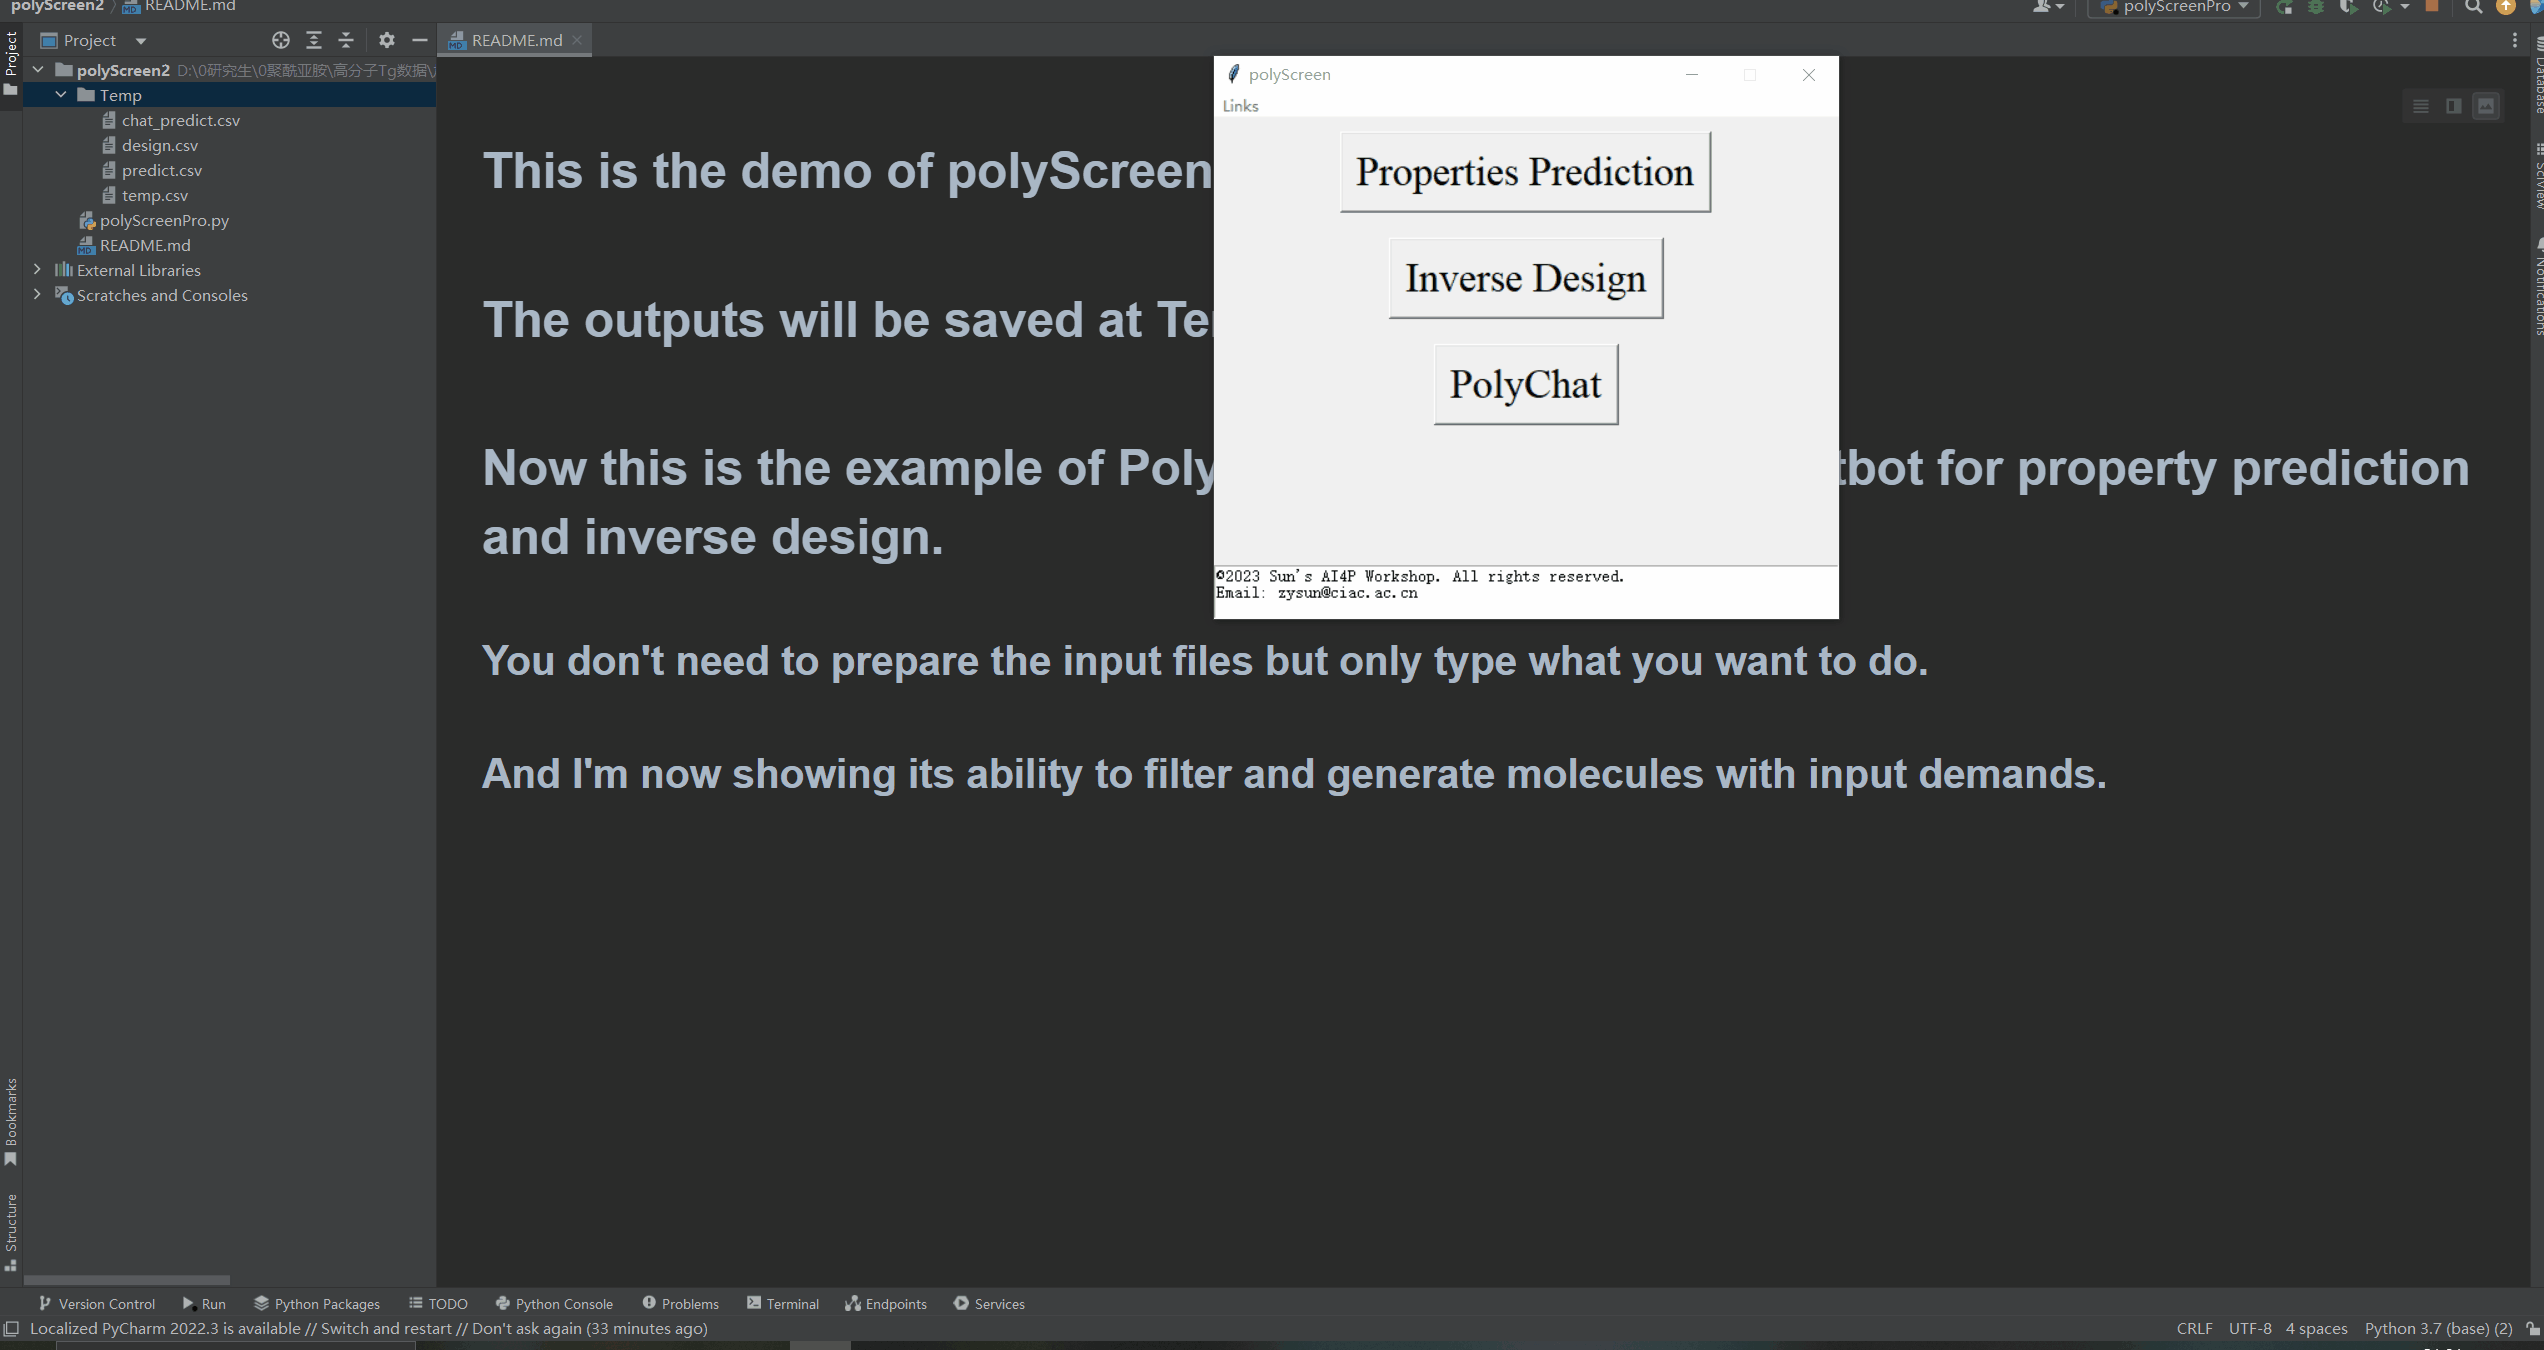 polyScreen2 README.md
polyScreenPro
Project
Project
README.md
polyScreen2 D:\0研究生\0聚酰亚胺\高分子Tg数据\
Temp
chat_predict.csv
design.csv
predict.csv
temp.csv
polyScreenPro.py
README.md
External Libraries
Scratches and Consoles
This is the demo of polyScreen
The outputs will be saved at Te
Now this is the example of Poly tbot for property prediction
and inverse design.
You don't need to prepare the input files but only type what you want to do.
And I'm now showing its ability to filter and generate molecules with input demands.
polyScreen
Links
Properties Prediction
Inverse Design
PolyChat
©2023 Sun's AI4P Workshop. All rights reserved.
Email: zysun@ciac.ac.cn
Database
SciView
Notifications
Bookmarks
Structure
Version Control Run Python Packages TODO Python Console Problems Terminal Endpoints Services
Localized PyCharm 2022.3 is available // Switch and restart // Don't ask again (33 minutes ago)
CRLF UTF-8 4 spaces Python 3.7 (base) (2)